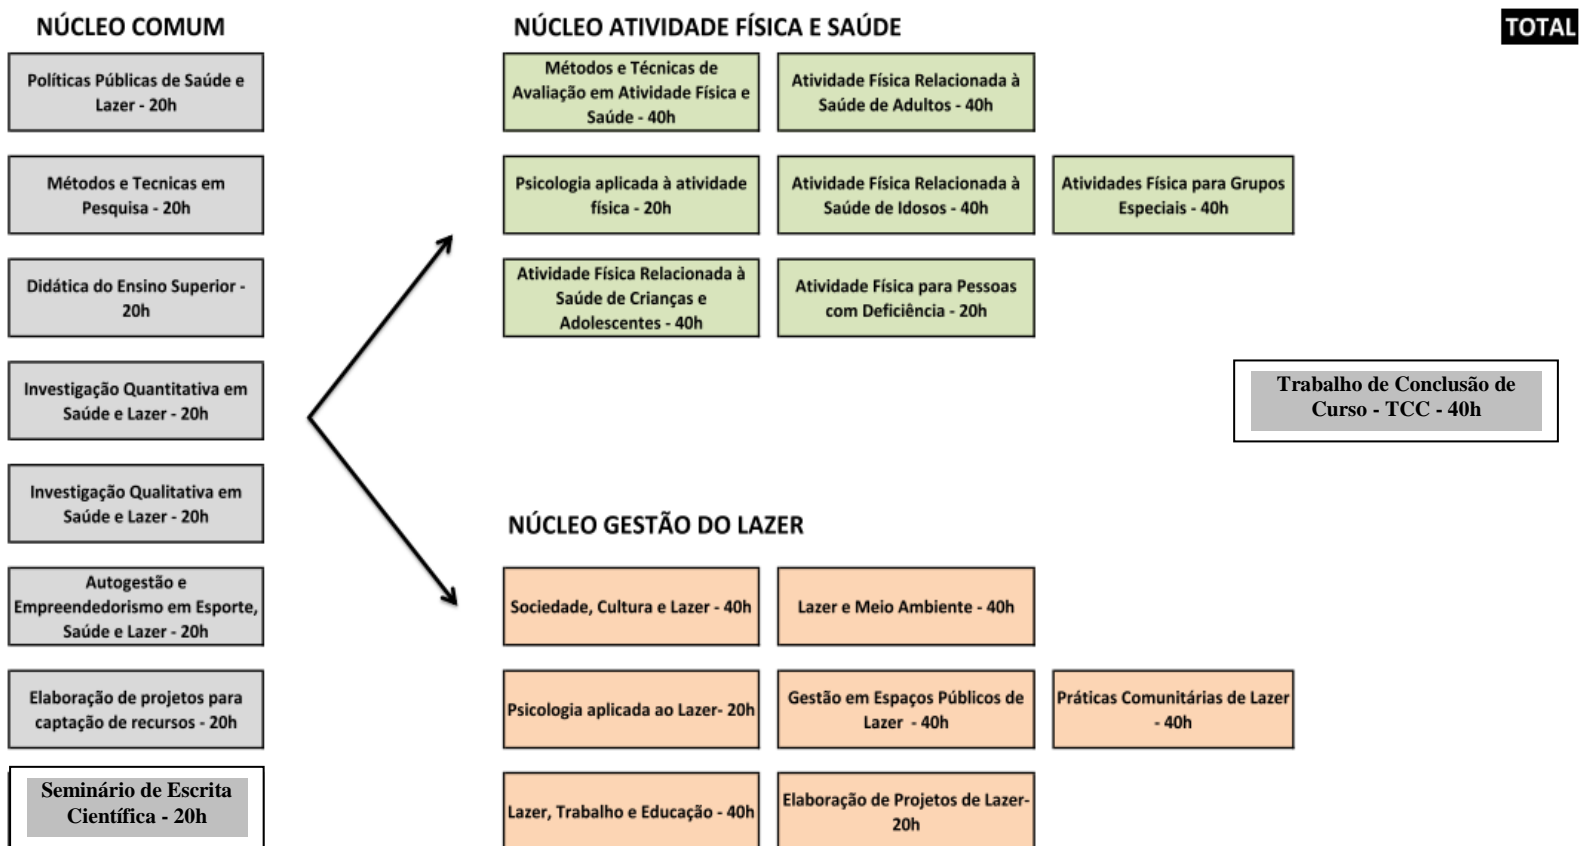 NÚCLEO COMUM
Políticas Públicas de Saúde e
Lazer - 20h
Métodos e Tecnicas em
Pesquisa - 20h
Didática do Ensino Superior -
20h
Investigação Quantitativa em
Saúde e Lazer - 20h
Investigação Qualitativa em
Saúde e Lazer - 20h
Autogestão e
Empreendedorismo em Esporte,
Saúde e Lazer - 20h
Elaboração de projetos para
captação de recursos - 20h
Seminário de Escrita
Científica - 20h
NÚCLEO ATIVIDADE FÍSICA E SAÚDE
Métodos e Técnicas de
Avaliação em Atividade Física e
Saúde - 40h
Atividade Física Relacionada à
Saúde de Adultos - 40h
Psicologia aplicada à atividade
física - 20h
Atividade Física Relacionada à
Saúde de Idosos - 40h
Atividades Física para Grupos
Especiais - 40h
Atividade Física Relacionada à
Saúde de Crianças e
Adolescentes - 40h
Atividade Física para Pessoas
com Deficiência - 20h
NÚCLEO GESTÃO DO LAZER
Sociedade, Cultura e Lazer - 40h
Lazer e Meio Ambiente - 40h
Psicologia aplicada ao Lazer- 20h
Gestão em Espaços Públicos de
Lazer - 40h
Práticas Comunitárias de Lazer
- 40h
Lazer, Trabalho e Educação - 40h
Elaboração de Projetos de Lazer-
20h
TOTAL
Trabalho de Conclusão de
Curso - TCC - 40h